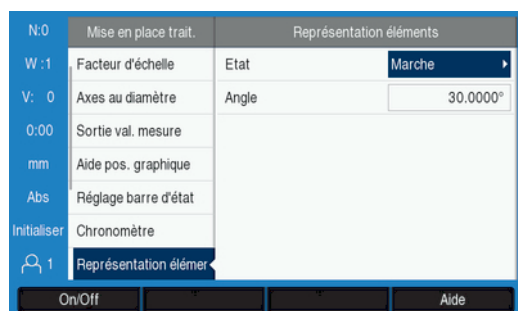 N:0
Mise en place trait.
Représentation éléments
W :1
Facteur d'échelle
Etat
Marche
V: 0
Axes au diamètre
Angle
30.0000°
0:00
Sortie val. mesure
mm
Aide pos. graphique
Abs
Réglage barre d'état
Initialiser
Chronomètre
1
Représentation élémer
On/Off
Aide